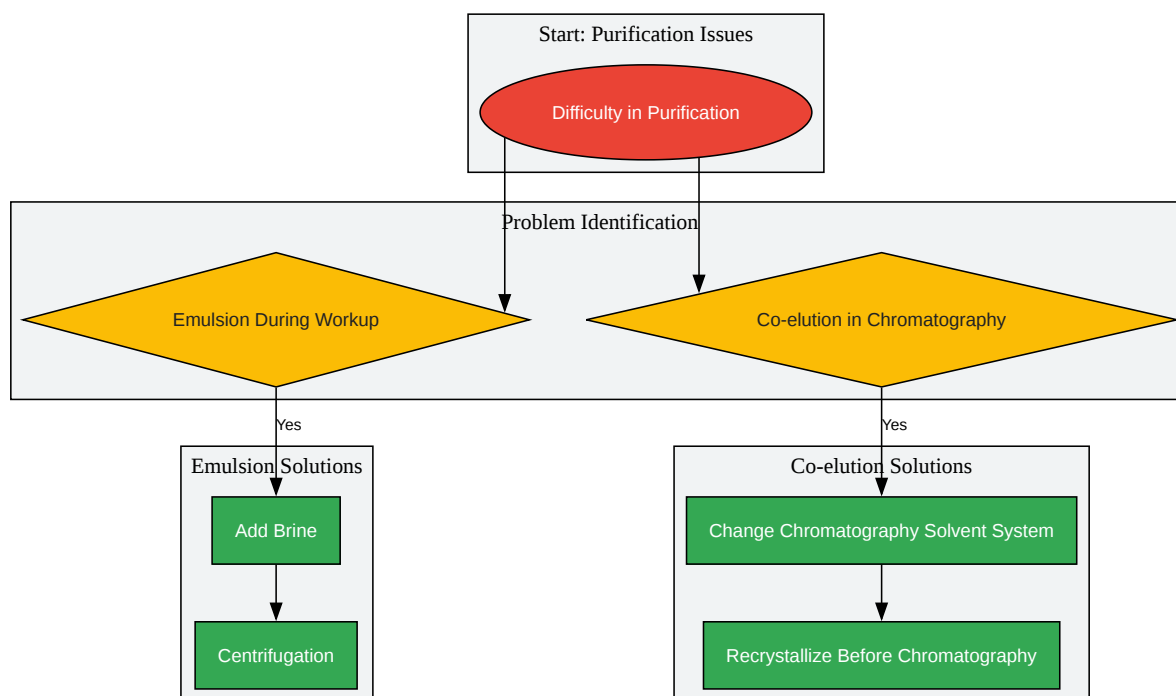 Start: Purification Issues
Difficulty in Purification
Problem Identification
Emulsion During Workup
Co-elution in Chromatography
Yes
Yes
Emulsion Solutions
Co-elution Solutions
Add Brine
Change Chromatography Solvent System
Centrifugation
Recrystallize Before Chromatography